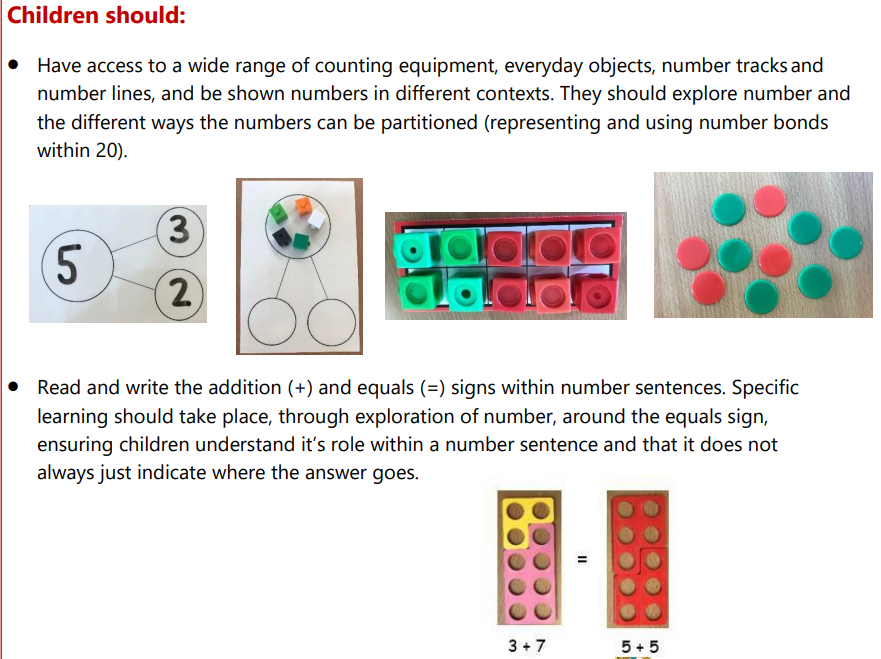 Children should:
● Have access to a wide range of counting equipment, everyday objects, number tracks and
number lines, and be shown numbers in different contexts. They should explore number and
the different ways the numbers can be partitioned (representing and using number bonds
within 20).
5
3
2
● Read and write the addition (+) and equals (=) signs within number sentences. Specific
learning should take place, through exploration of number, around the equals sign,
ensuring children understand it‘s role within a number sentence and that it does not
always just indicate where the answer goes.
=
3 + 7 5 + 5